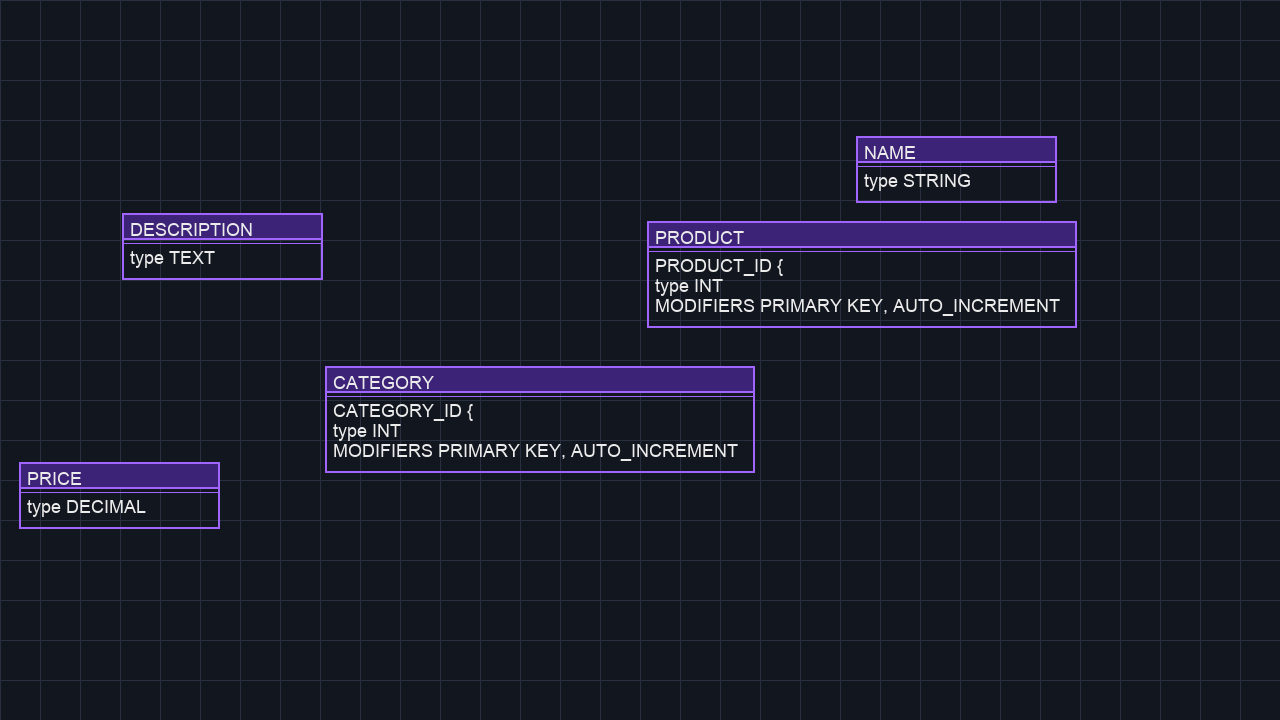 NAME
type STRING
DESCRIPTION
type TEXT
PRODUCT
PRODUCT_ID {
type INT
MODIFIERS PRIMARY KEY, AUTO_INCREMENT
CATEGORY
CATEGORY_ID {
type INT
MODIFIERS PRIMARY KEY, AUTO_INCREMENT
PRICE
type DECIMAL